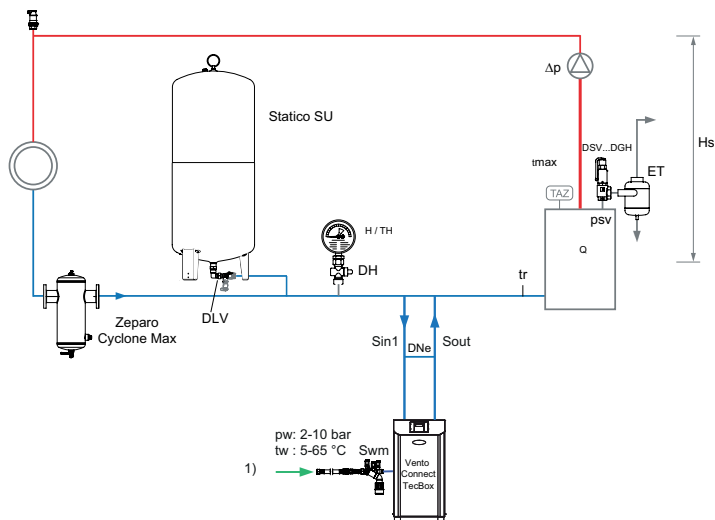 Δp
Hs
Statico SU
DSV...DGH
tmax
ET
TAZ
psv
H / TH
Q
DH
tr
DLV
Zeparo
Cyclone Max
Sin1
Sout
DNe
pw: 2-10 bar
tw : 5-65 °C
Swm
1)
Vento
Connect
TecBox